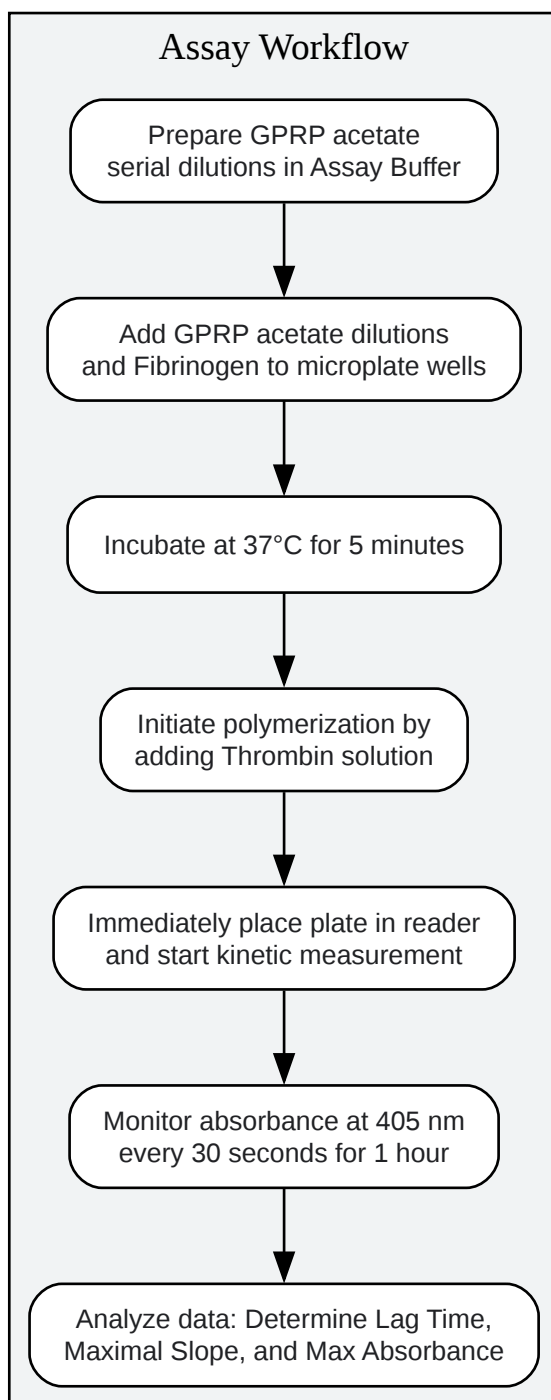 Assay Workflow
Prepare GPRP acetate
serial dilutions in Assay Buffer
Add GPRP acetate dilutions
and Fibrinogen to microplate wells
Incubate at 37°C for 5 minutes
Initiate polymerization by
adding Thrombin solution
Immediately place plate in reader
and start kinetic measurement
Monitor absorbance at 405 nm
every 30 seconds for 1 hour
Analyze data: Determine Lag Time,
Maximal Slope, and Max Absorbance